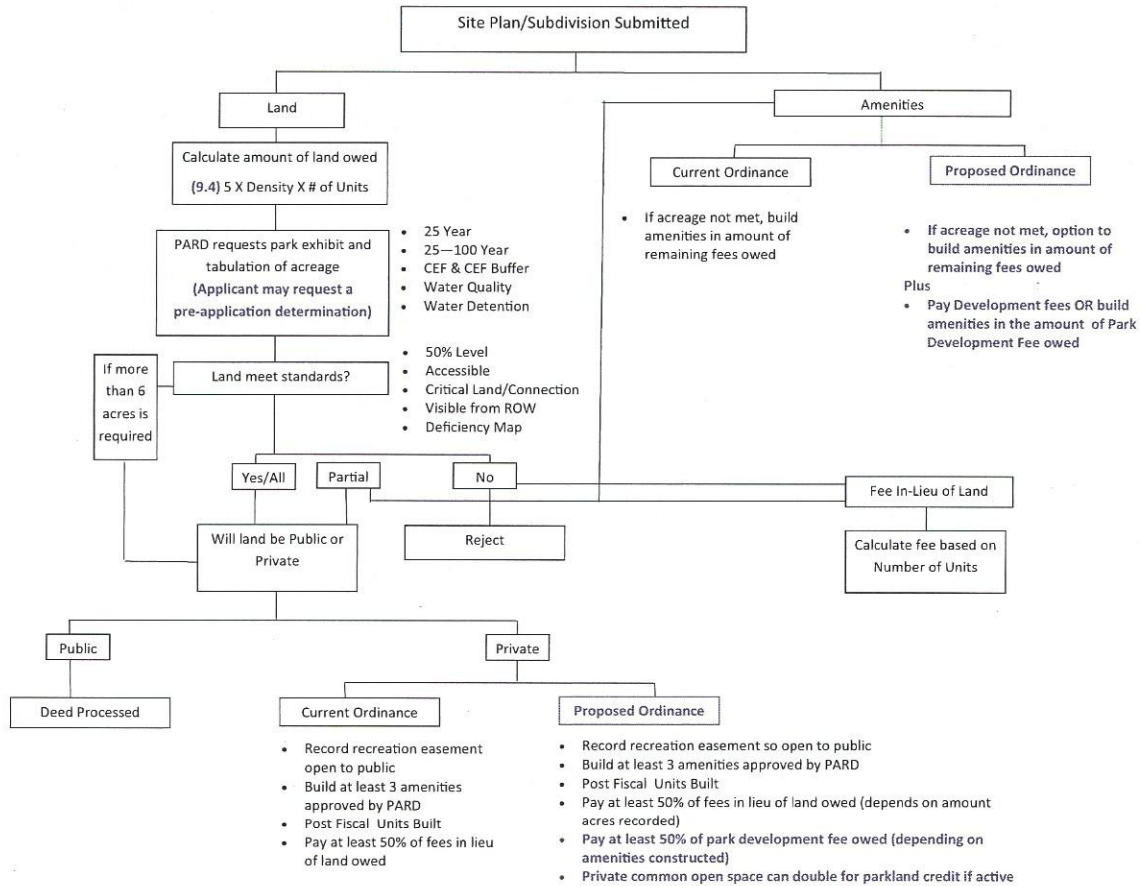 Site Plan/Subdivision Submitted
Land
Amenities
Calculate amount of land owed
(9.4) 5 X Density X # of Units
Current Ordinance
Proposed Ordinance
• If acreage not met, build
amenities in amount of
remaining fees owed
• If acreage not met, option to
build amenities in amount of
remaining fees owed
Plus
• Pay Development fees OR build
amenities in the amount of Park
Development Fee owed
PARD requests park exhibit and
tabulation of acreage
(Applicant may request a
pre-application determination)
• 25 Year
• 25—100 Year
• CEF & CEF Buffer
• Water Quality
• Water Detention
If more
than 6
acres is
required
Land meet standards?
• 50% Level
• Accessible
• Critical Land/Connection
• Visible from ROW
• Deficiency Map
Yes/All
Partial
No
Fee In-Lieu of Land
Will land be Public or
Private
Reject
Calculate fee based on
Number of Units
Public
Private
Deed Processed
Current Ordinance
Proposed Ordinance
• Record recreation easement
open to public
• Build at least 3 amenities
approved by PARD
• Post Fiscal Units Built
• Pay at least 50% of fees in lieu
of land owed
• Record recreation easement so open to public
• Build at least 3 amenities approved by PARD
• Post Fiscal Units Built
• Pay at least 50% of fees in lieu of land owed (depends on amount
acres recorded)
• Pay at least 50% of park development fee owed (depending on
amenities constructed)
• Private common open space can double for parkland credit if active